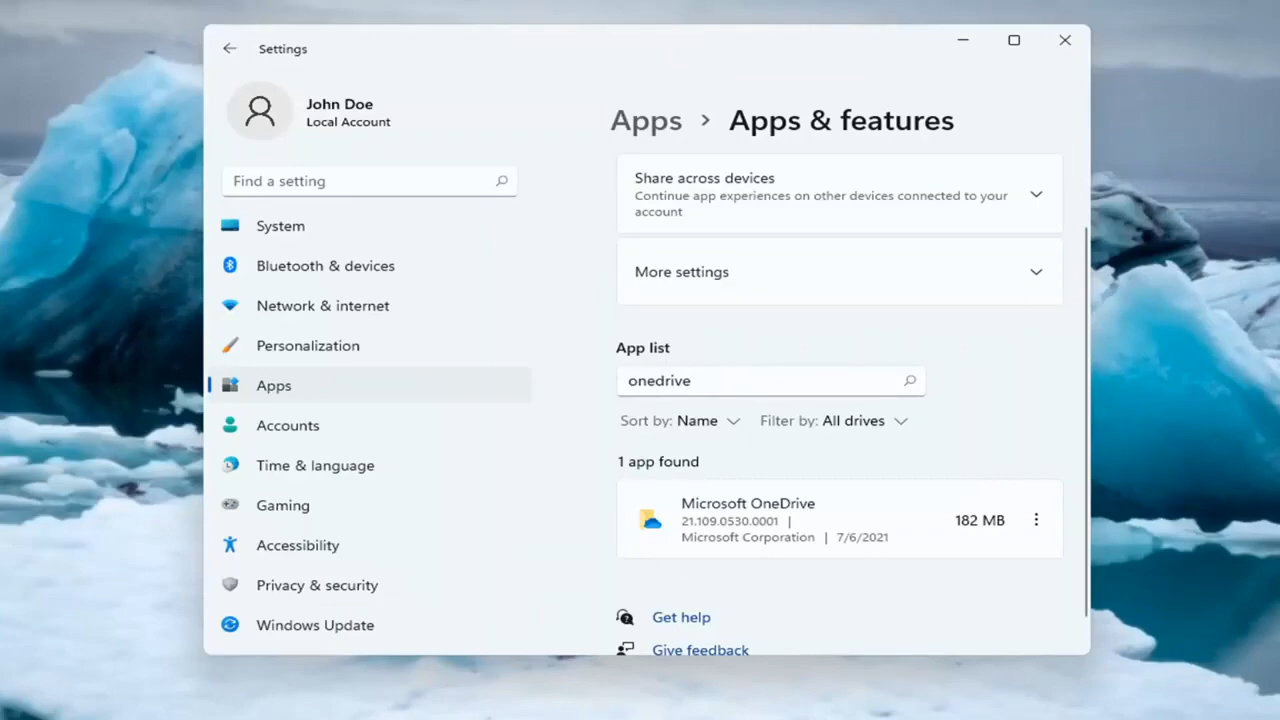 Settings
John Doe
Local Account
Find a setting
System
Bluetooth & devices
Network & internet
Personalization
Apps
Accounts
Time & language
Gaming
Accessibility
Privacy & security
Windows Update
Apps > Apps & features
Share across devices
Continue app experiences on other devices connected to your
account
More settings
App list
onedrive
Sort by: Name Filter by: All drives
1 app found
Microsoft OneDrive
21.109.0530.0001 |
Microsoft Corporation | 7/6/2021
182 MB
Get help
Give feedback